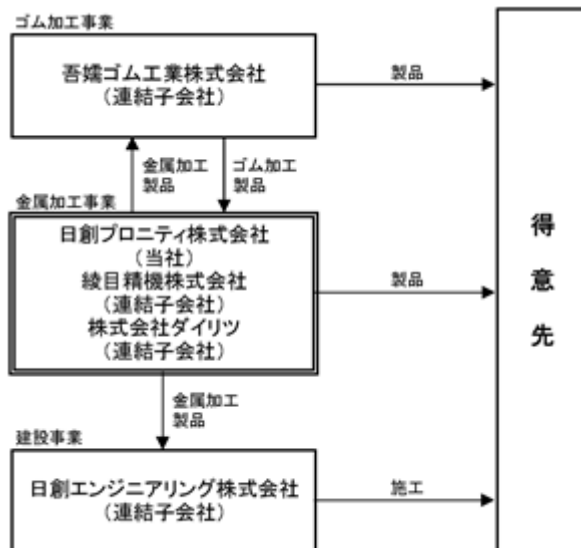 ゴム加工事業
吾嬬ゴム工業株式会社
(連結子会社)
製品
金属加工
製品
ゴム加工
製品
金属加工事業
日創プロニティ株式会社
(当社)
綾目精機株式会社
(連結子会社)
株式会社ダイリツ
(連結子会社)
製品
得
意
先
金属加工
製品
建設事業
日創エンジニアリング株式会社
(連結子会社)
施工